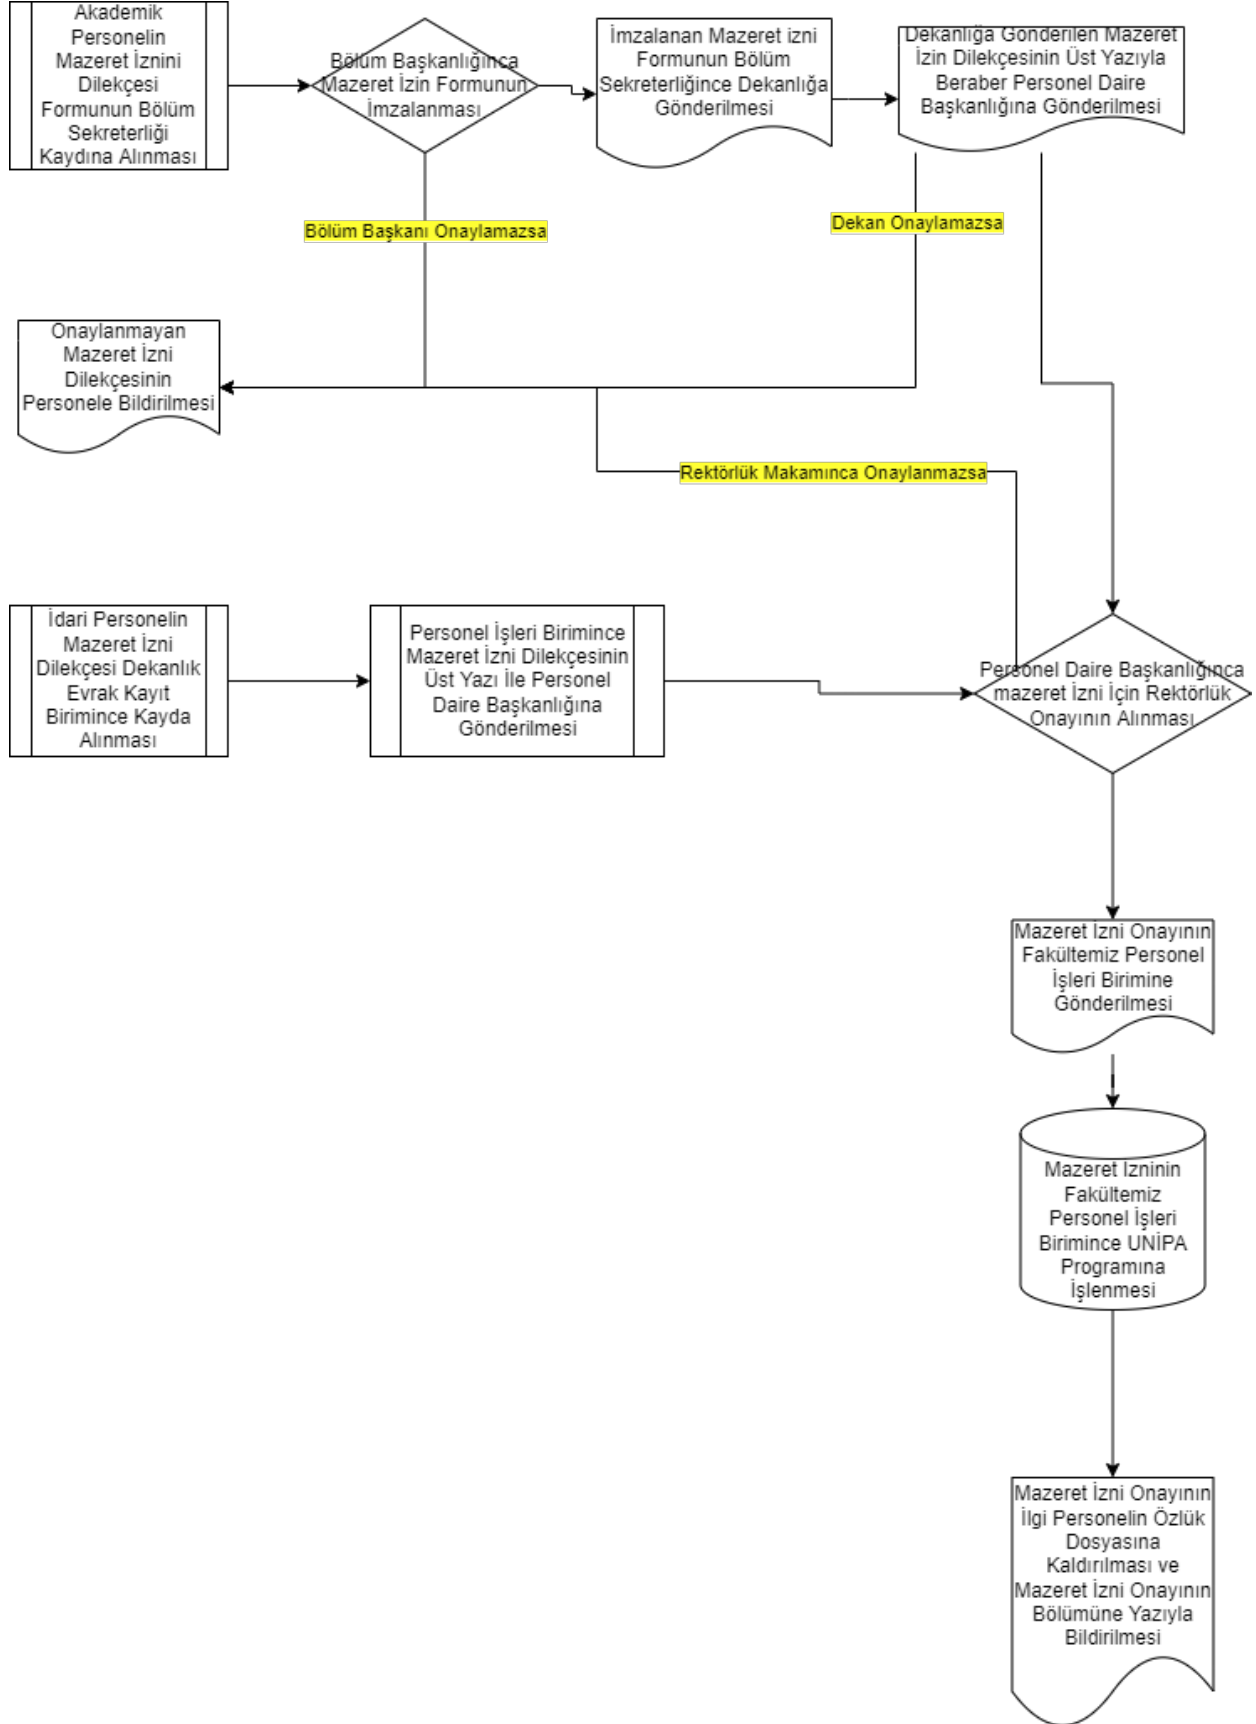 Akademik
Personelin
Mazeret İznini
Dilekçesi
Formunun Bölüm
Sekreterliği
Kaydına Alınması
Bölüm Başkanlığınca
Mazeret İzin Formunun
İmzalanması
İmzalanan Mazeret izni
Formunun Bölüm
Sekreterliğince Dekanlığa
Gönderilmesi
Dekanlığa Gönderilen Mazeret
İzin Dilekçesinin Üst Yazıyla
Beraber Personel Daire
Başkanlığına Gönderilmesi
Bölüm Başkanı Onaylamazsa
Dekan Onaylamazsa
Onaylanmayan
Mazeret İzni
Dilekçesinin
Personele Bildirilmesi
Rektörlük Makamınca Onaylanmazsa
İdari Personelin
Mazeret İzni
Dilekçesi Dekanlık
Evrak Kayıt
Birimince Kayda
Alınması
Personel İşleri Birimince
Mazeret İzni Dilekçesinin
Üst Yazı İle Personel
Daire Başkanlığına
Gönderilmesi
Personel Daire Başkanlığınca
mazeret İzni İçin Rektörlük
Onayının Alınması
Mazeret İzni Onayının
Fakültemiz Personel
İşleri Birimine
Gönderilmesi
Mazeret Izninin
Fakültemiz
Personel İşleri
Birimince UNİPA
Programına
İşlenmesi
Mazeret İzni Onayının
İlgi Personelin Özlük
Dosyasına
Kaldırılması ve
Mazeret İzni Onayının
Bölümüne Yazıyla
Bildirilmesi